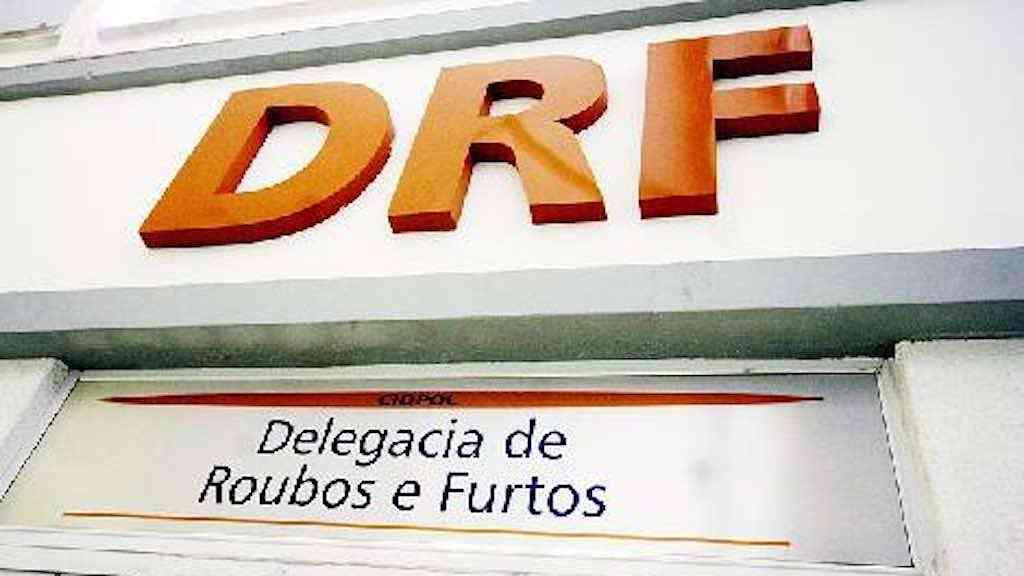 DRF
CIOPOL
Delegacia de
Roubos e Furtos